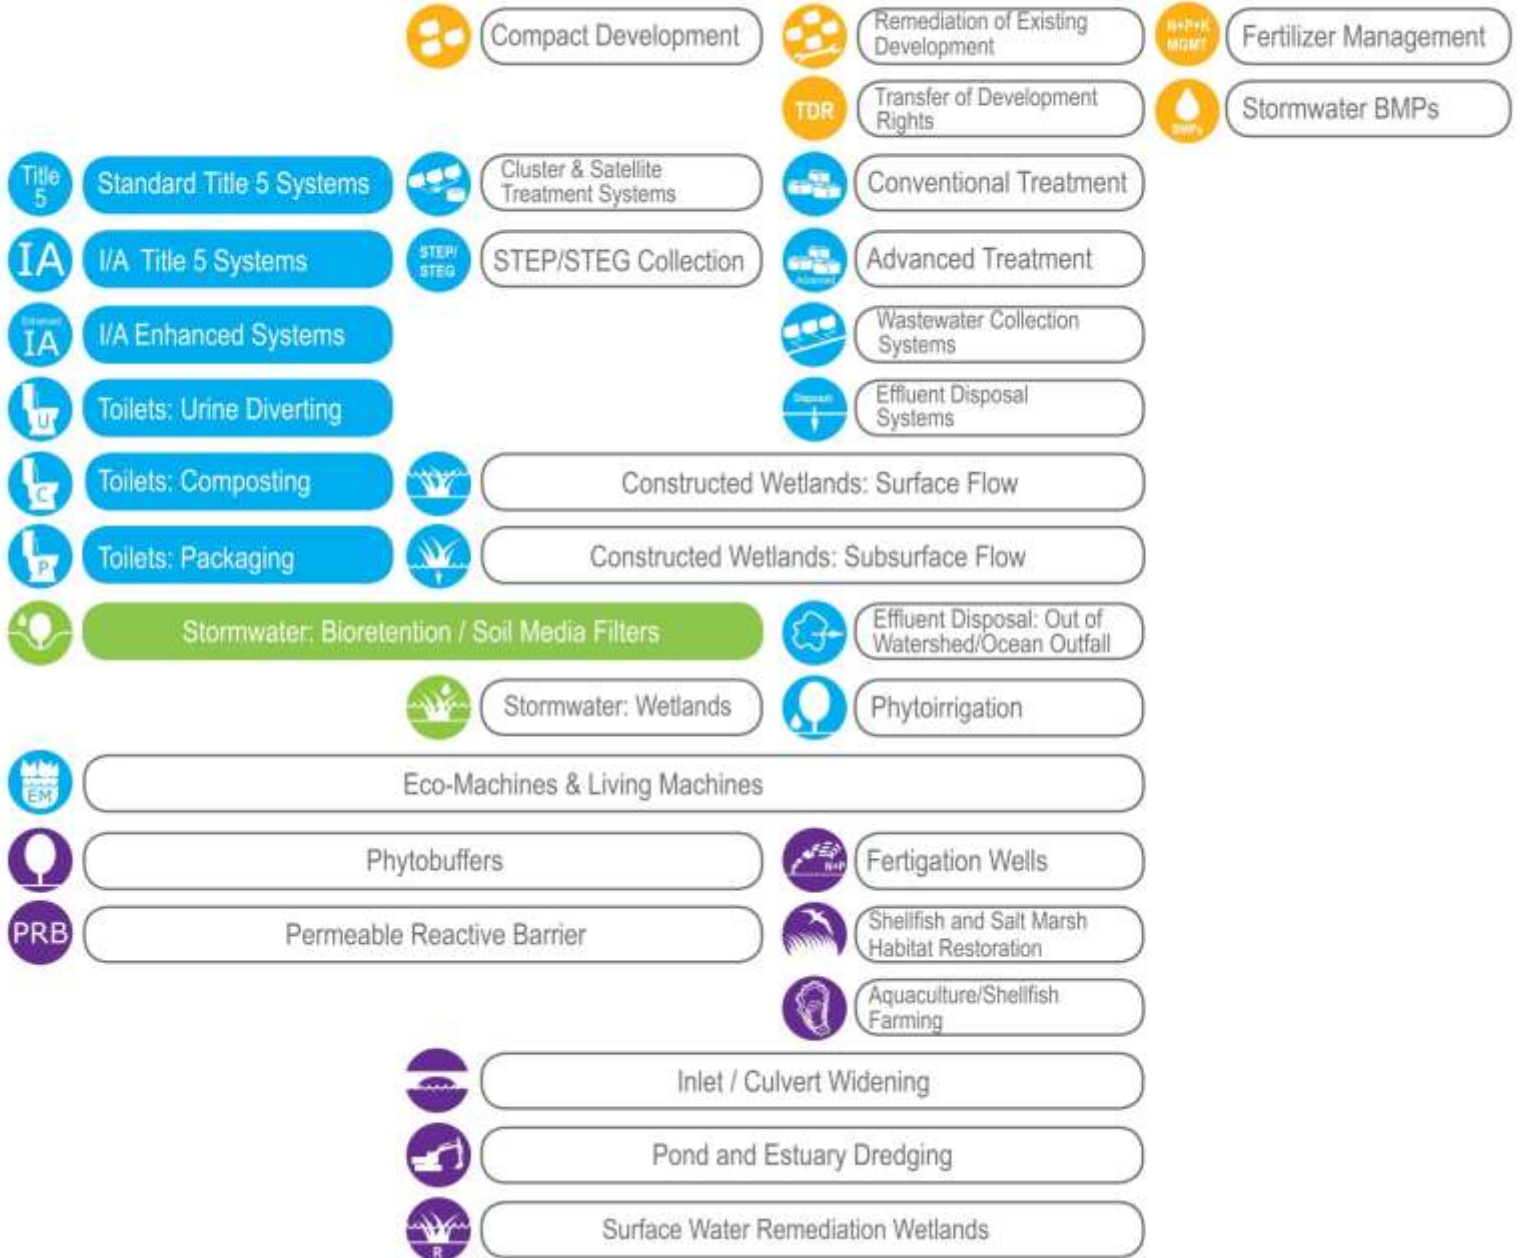 Compact Development
Remediation of Existing
Development
N+P+K
MGMT
Fertilizer Management
TDR
Transfer of Development
Rights
BMPs
Stormwater BMPs
Title
5
Standard Title 5 Systems
Cluster & Satellite
Treatment Systems
Conventional Treatment
IA
I/A Title 5 Systems
STEP/
STEG
STEP/STEG Collection
Advanced
Advanced Treatment
Enhanced
IA
I/A Enhanced Systems
Wastewater Collection
Systems
U
Toilets: Urine Diverting
Disposal
Effluent Disposal
Systems
C
Toilets: Composting
Constructed Wetlands: Surface Flow
P
Toilets: Packaging
Constructed Wetlands: Subsurface Flow
Stormwater: Bioretention / Soil Media Filters
Effluent Disposal: Out of
Watershed/Ocean Outfall
Stormwater: Wetlands
Phytoirrigation
EM
Eco-Machines & Living Machines
Phytobuffers
N+P
Fertigation Wells
PRB
Permeable Reactive Barrier
Shellfish and Salt Marsh
Habitat Restoration
Aquaculture/Shellfish
Farming
Inlet / Culvert Widening
Pond and Estuary Dredging
R
Surface Water Remediation Wetlands